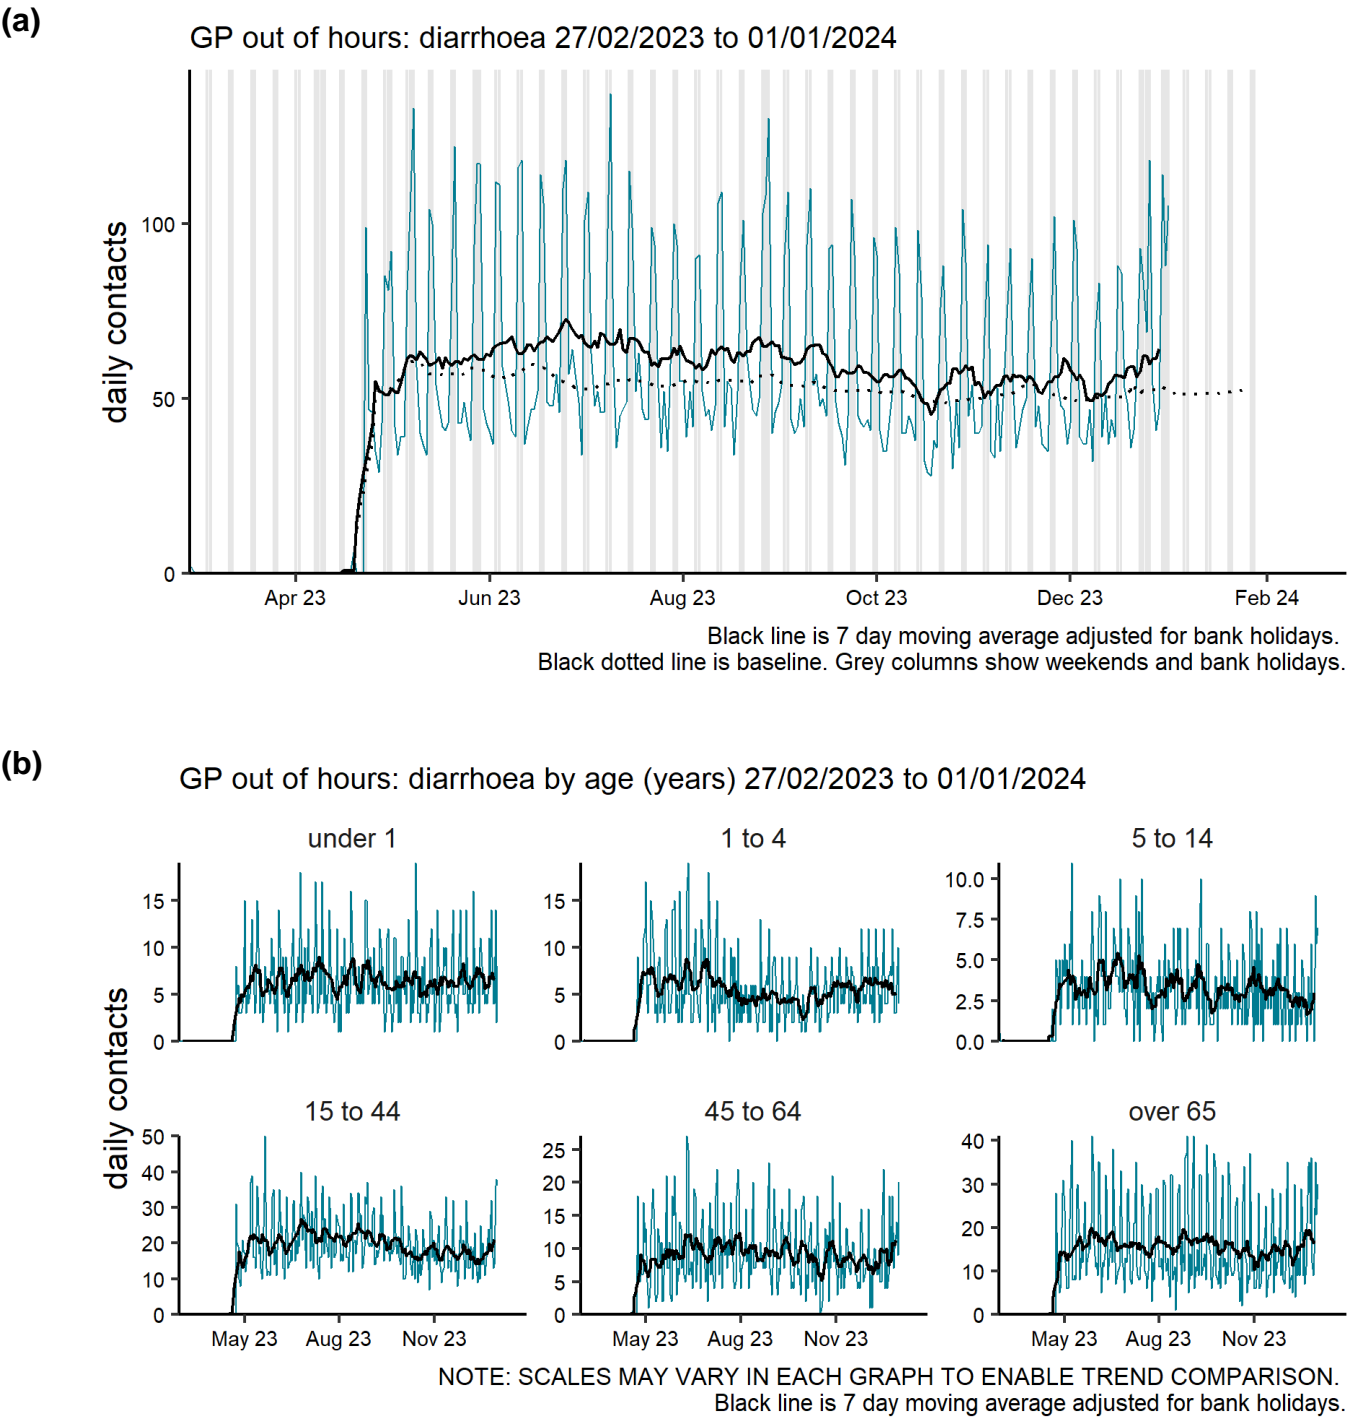 (a)
GP out of hours: diarrhoea 27/02/2023 to 01/01/2024
daily contacts
100
50
0
Apr 23 Jun 23 Aug 23 Oct 23 Dec 23 Feb 24
Black line is 7 day moving average adjusted for bank holidays.
Black dotted line is baseline. Grey columns show weekends and bank holidays.
(b)
GP out of hours: diarrhoea by age (years) 27/02/2023 to 01/01/2024
daily contacts
under 1
15
10
5
0
1 to 4
15
10
5
0
5 to 14
10.0
7.5
5.0
2.5
0.0
15 to 44
50
40
30
20
10
0
May 23 Aug 23 Nov 23
45 to 64
25
20
15
10
5
0
May 23 Aug 23 Nov 23
over 65
40
30
20
10
0
May 23 Aug 23 Nov 23
NOTE: SCALES MAY VARY IN EACH GRAPH TO ENABLE TREND COMPARISON.
Black line is 7 day moving average adjusted for bank holidays.